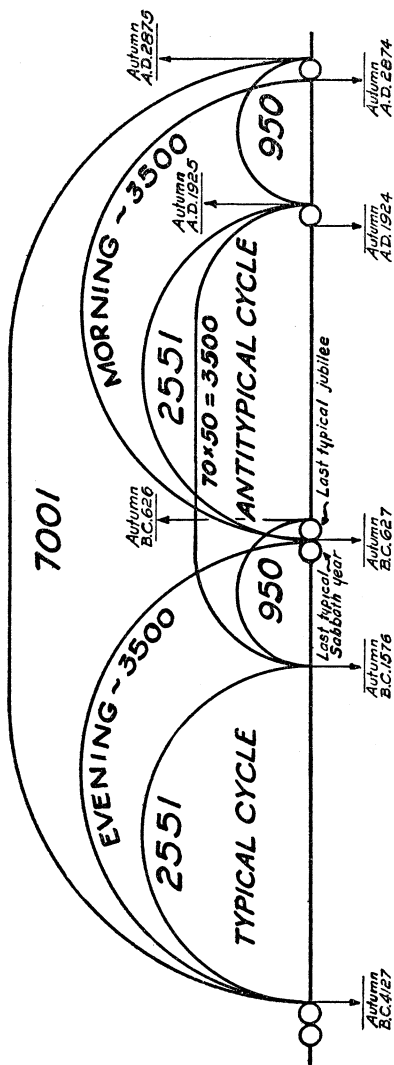 7001
EVENING ~ 3500
MORNING ~ 3500
2551
2551
70×50 = 3500
TYPICAL CYCLE
950
ANTITYPICAL CYCLE
950
Autumn
B.C. 626
Autumn
A.D. 1925
Autumn
A.D. 2875
Last typical
Sabbath year
Last typical jubilee
Autumn
B.C. 4127
Autumn
B.C. 1576
Autumn
B.C. 627
Autumn
A.D. 1924
Autumn
A.D. 2874